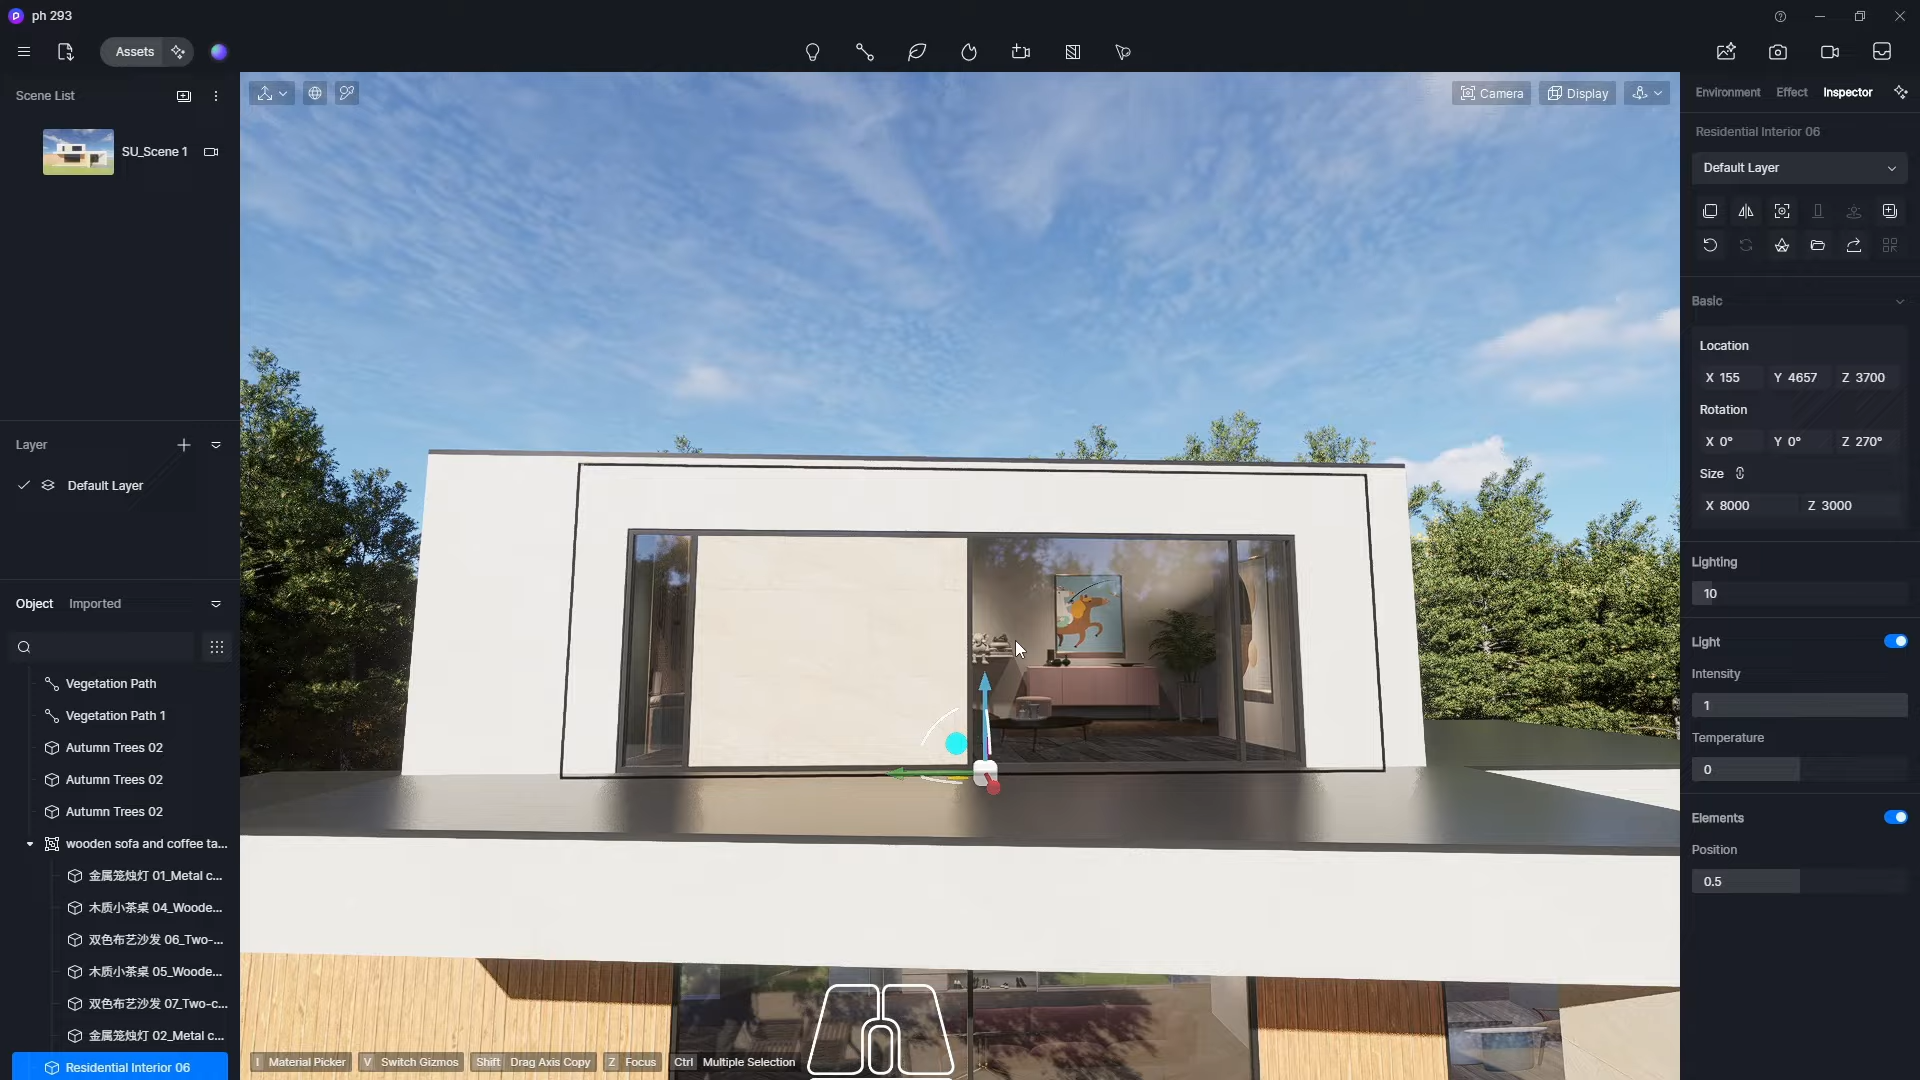 ph 293
Assets
Scene List
SU_Scene 1
Layer
Default Layer
Object Imported
Vegetation Path
Vegetation Path 1
Autumn Trees 02
Autumn Trees 02
Autumn Trees 02
wooden sofa and coffee ta...
金属笼烛灯 01_Metal c...
木质小茶桌 04_Woode...
双色布艺沙发 06_Two-...
木质小茶桌 05_Woode...
双色布艺沙发 07_Two-c...
金属笼烛灯 02_Metal c...
Residential Interior 06
Camera Display
I Material Picker V Switch Gizmos Shift Drag Axis Copy Z Focus Ctrl Multiple Selection
Environment Effect Inspector
Residential Interior 06
Default Layer
Basic
Location
X 155 Y 4657 Z 3700
Rotation
X 0° Y 0° Z 270°
Size
X 8000 Z 3000
Lighting
10
Light
Intensity
1
Temperature
0
Elements
Position
0.5